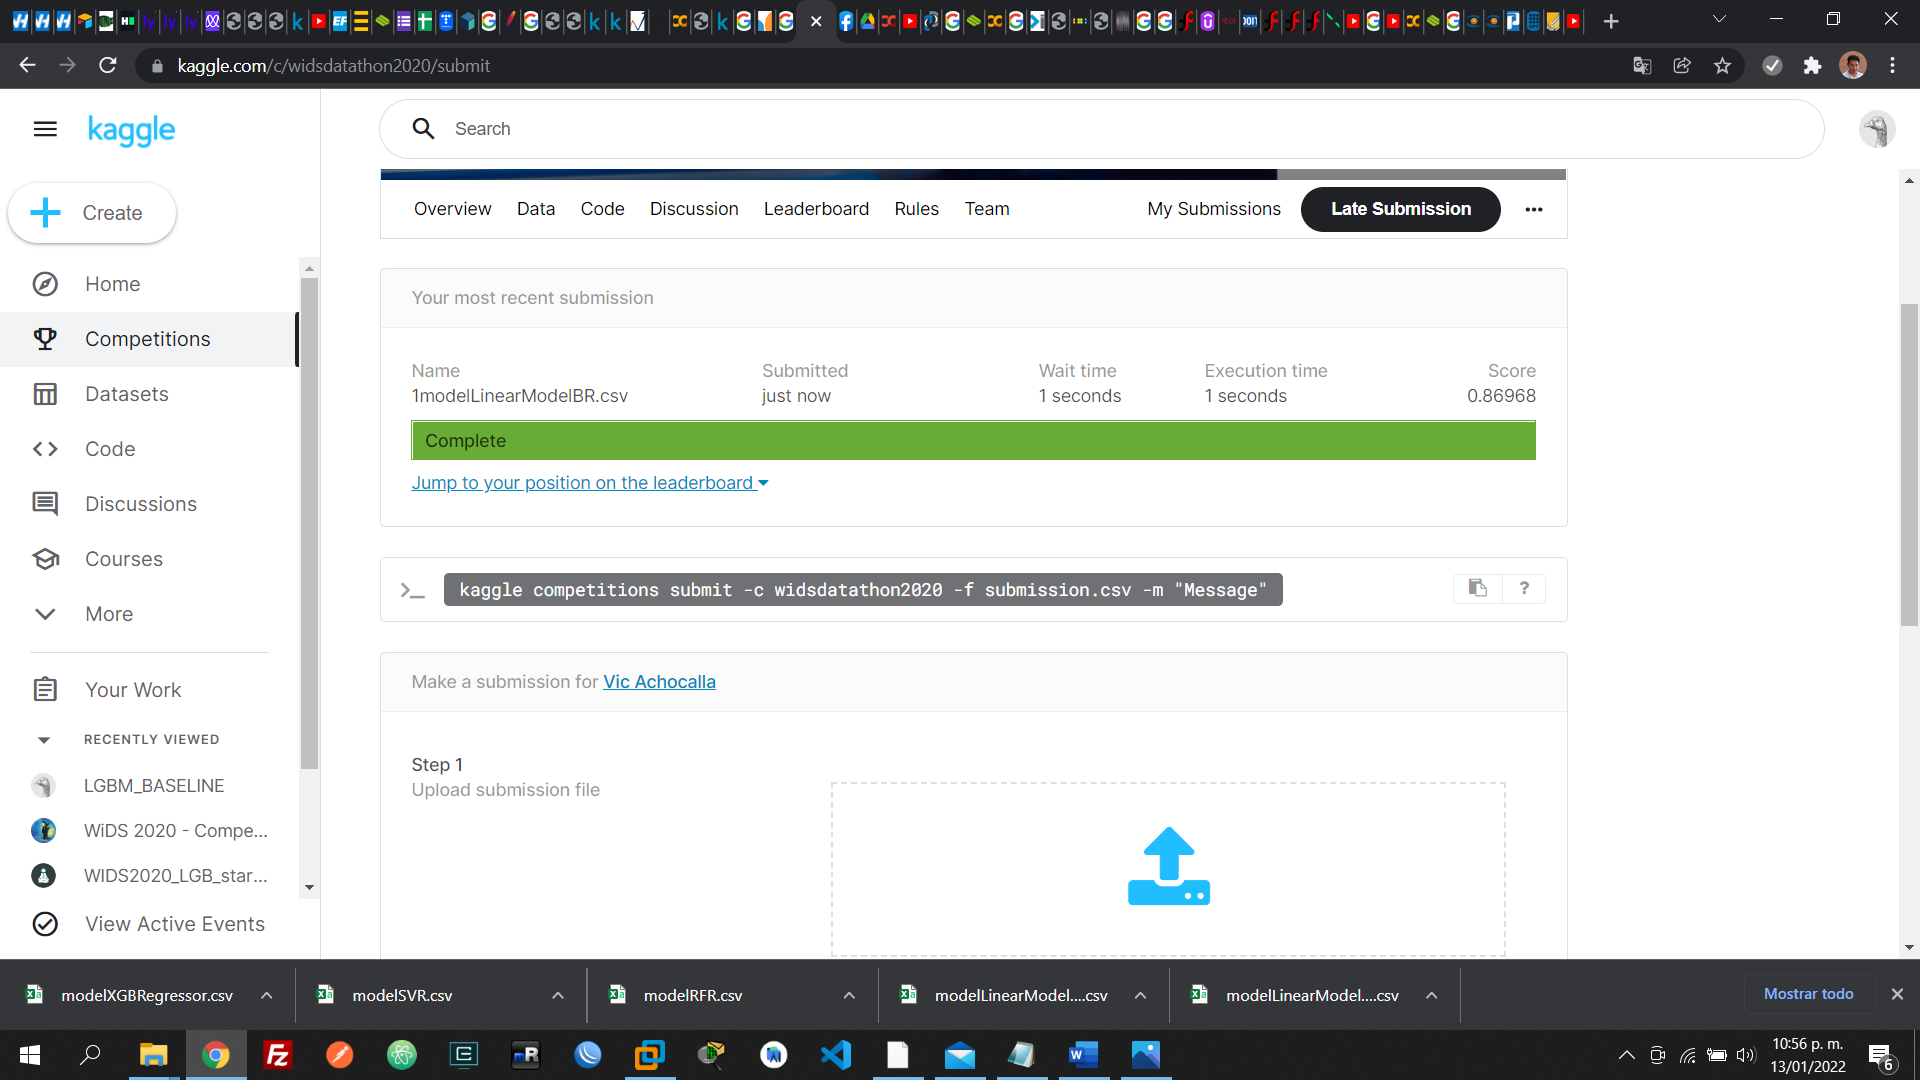 kaggle.com/c/widsdatathon2020/submit
kaggle
Search
Create
Overview Data Code Discussion Leaderboard Rules Team My Submissions Late Submission
Home
Competitions
Datasets
Code
Discussions
Courses
More
Your Work
RECENTLY VIEWED
LGBM_BASELINE
WiDS 2020 - Compe...
WIDS2020_LGB_star...
View Active Events
Your most recent submission
Name Submitted Wait time Execution time Score
1modelLinearModelBR.csv just now 1 seconds 1 seconds 0.86968
Complete
Jump to your position on the leaderboard
kaggle competitions submit -c widsdatathon2020 -f submission.csv -m "Message"
?
Make a submission for Vic Achocalla
Step 1
Upload submission file
modelXGBRegressor.csv modelSVR.csv modelRFR.csv modelLinearModel....csv modelLinearModel....csv Mostrar todo
10:56 p. m.
13/01/2022
6